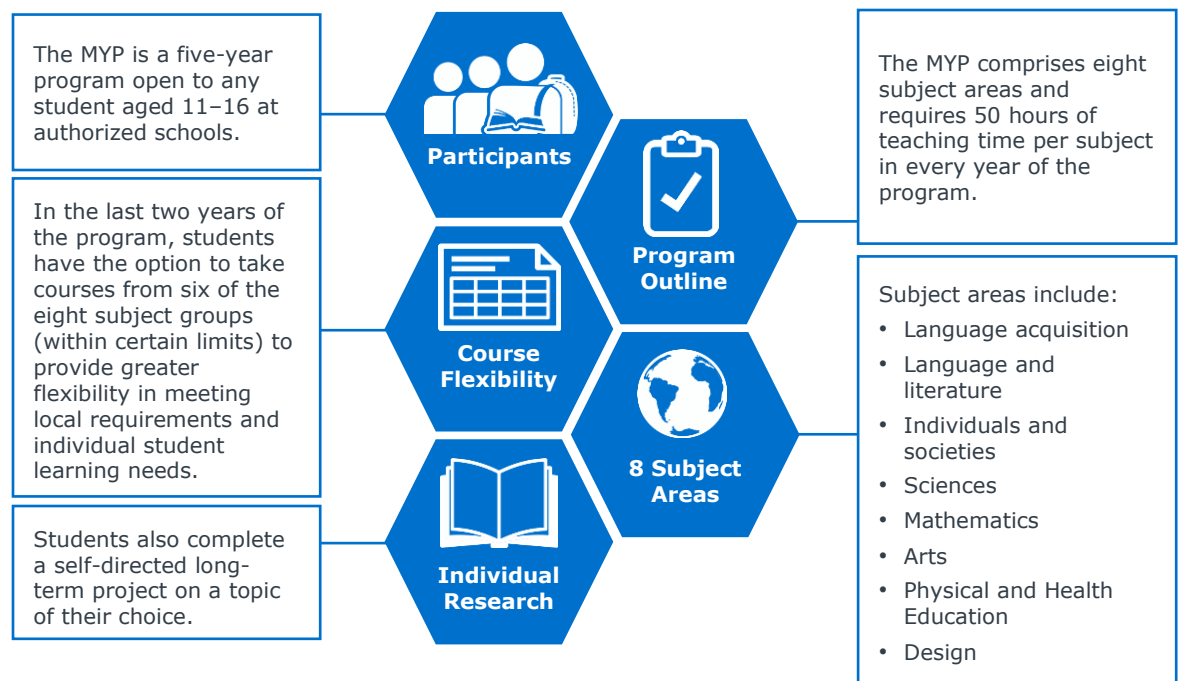 The MYP is a five-year
program open to any
student aged 11–16 at
authorized schools.
Participants
The MYP comprises eight
subject areas and
requires 50 hours of
teaching time per subject
in every year of the
program.
Program
Outline
In the last two years of
the program, students
have the option to take
courses from six of the
eight subject groups
(within certain limits) to
provide greater
flexibility in meeting
local requirements and
individual student
learning needs.
Course
Flexibility
Subject areas include:
• Language acquisition
• Language and
literature
• Individuals and
societies
• Sciences
• Mathematics
• Arts
• Physical and Health
Education
• Design
8 Subject
Areas
Students also complete
a self-directed long-
term project on a topic
of their choice.
Individual
Research